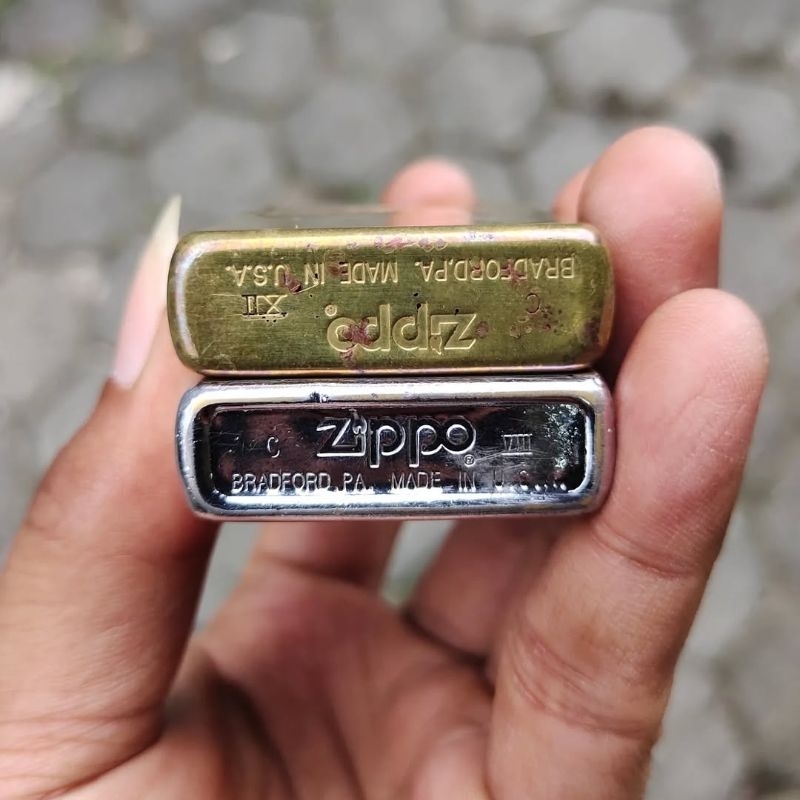 C Zippo® XII
BRADFORD,PA. MADE IN U.S.A.
C Zippo® VIII
BRADFORD, PA. MADE IN U.S.A.